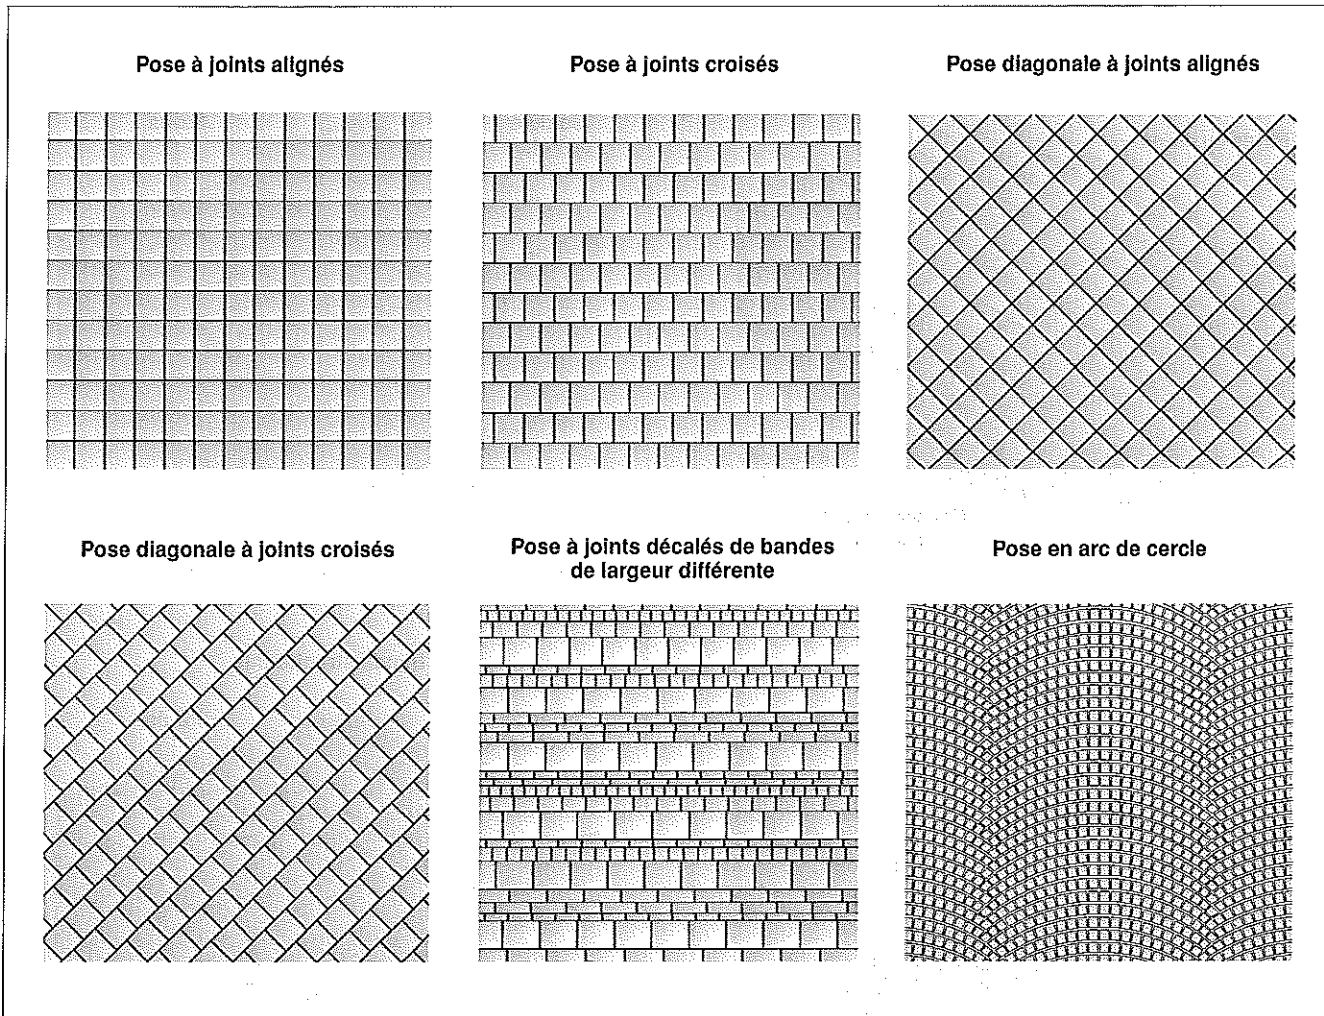 Pose à joints alignés
Pose à joints croisés
Pose diagonale à joints alignés
Pose diagonale à joints croisés
Pose à joints décalés de bandes
de largeur différente
Pose en arc de cercle